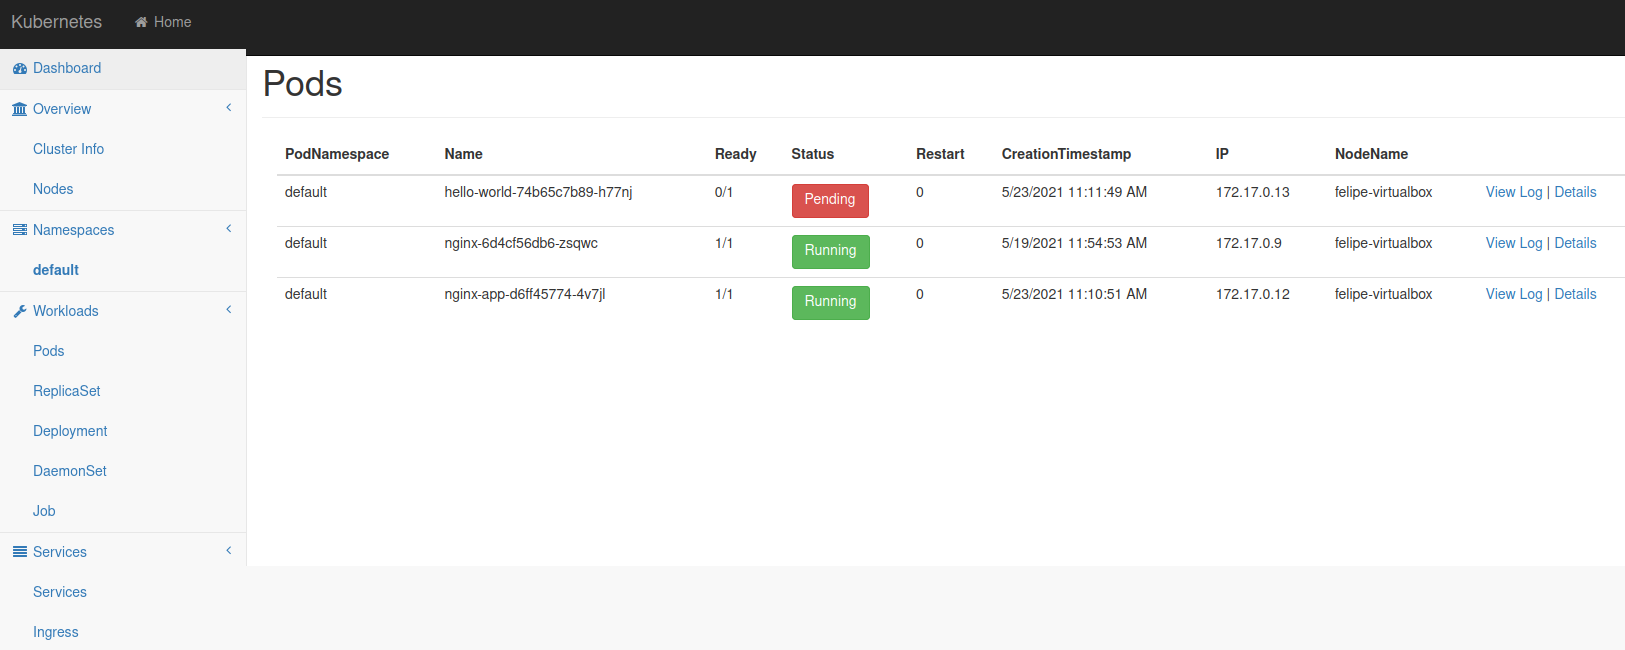 Kubernetes Home
Dashboard
Overview
Cluster Info
Nodes
Namespaces
default
Workloads
Pods
ReplicaSet
Deployment
DaemonSet
Job
Services
Services
Ingress
Pods
PodNamespace Name Ready Status Restart CreationTimestamp IP NodeName
default hello-world-74b65c7b89-h77nj 0/1 Pending 0 5/23/2021 11:11:49 AM 172.17.0.13 felipe-virtualbox View Log | Details
default nginx-6d4cf56db6-zsqwc 1/1 Running 0 5/19/2021 11:54:53 AM 172.17.0.9 felipe-virtualbox View Log | Details
default nginx-app-d6ff45774-4v7jl 1/1 Running 0 5/23/2021 11:10:51 AM 172.17.0.12 felipe-virtualbox View Log | Details